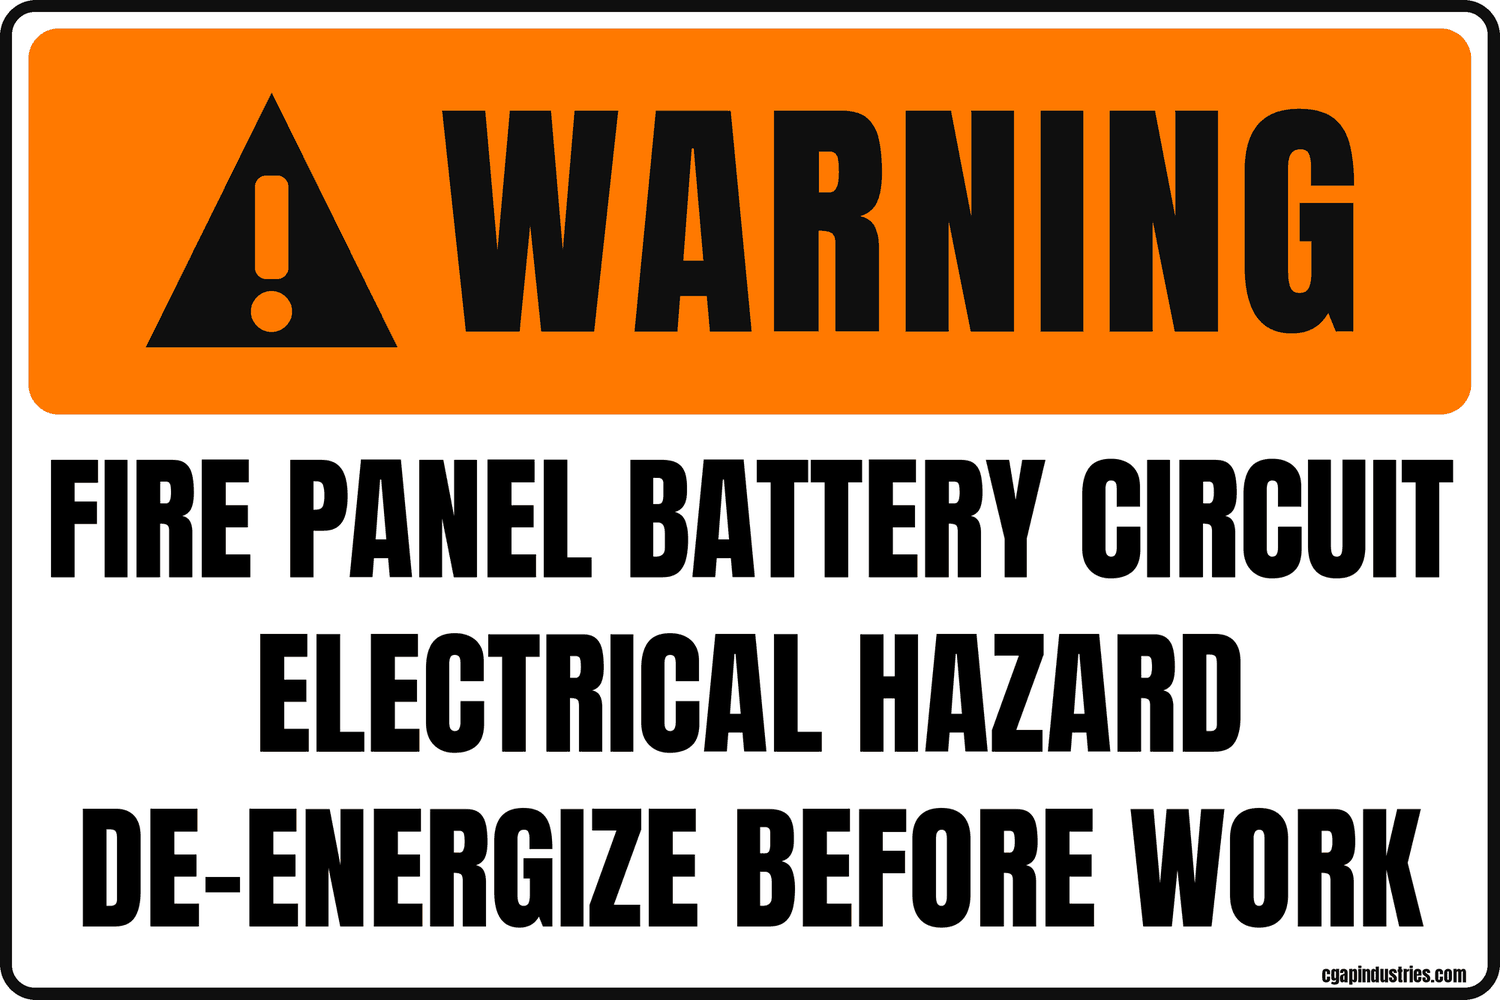 WARNING
FIRE PANEL BATTERY CIRCUIT
ELECTRICAL HAZARD
DE-ENERGIZE BEFORE WORK
cgapindustries.com